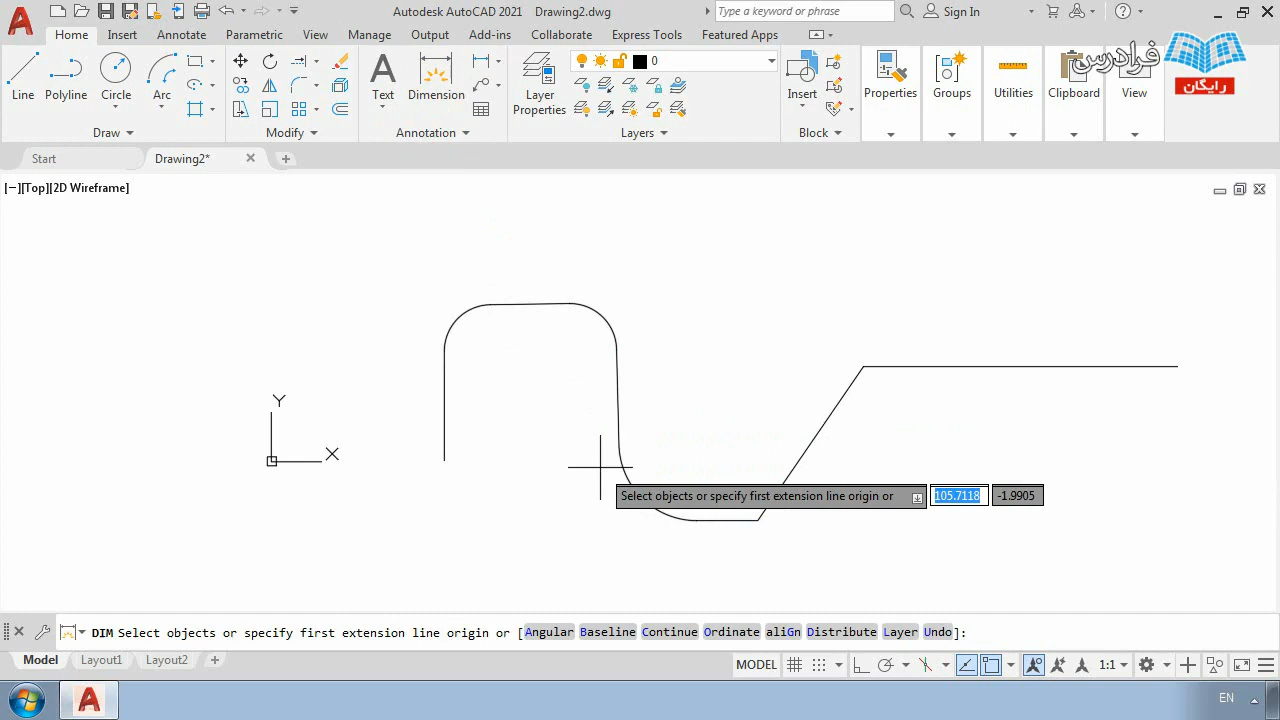 Autodesk AutoCAD 2021 Drawing2.dwg
Type a keyword or phrase
Sign In
Home Insert Annotate Parametric View Manage Output Add-ins Collaborate Express Tools Featured Apps
Line Polyline Circle Arc
Text Dimension
Layer Properties
0
Insert
Properties
Groups
Utilities
Clipboard
View
Draw Modify Annotation Layers Block
فرادرس
رایگان
Start Drawing2*
[−][Top][2D Wireframe]
Y
X
Select objects or specify first extension line origin or 105.7118 -1.9905
DIM Select objects or specify first extension line origin or [Angular Baseline Continue Ordinate aliGn Distribute Layer Undo]:
Model Layout1 Layout2
MODEL 1:1
EN